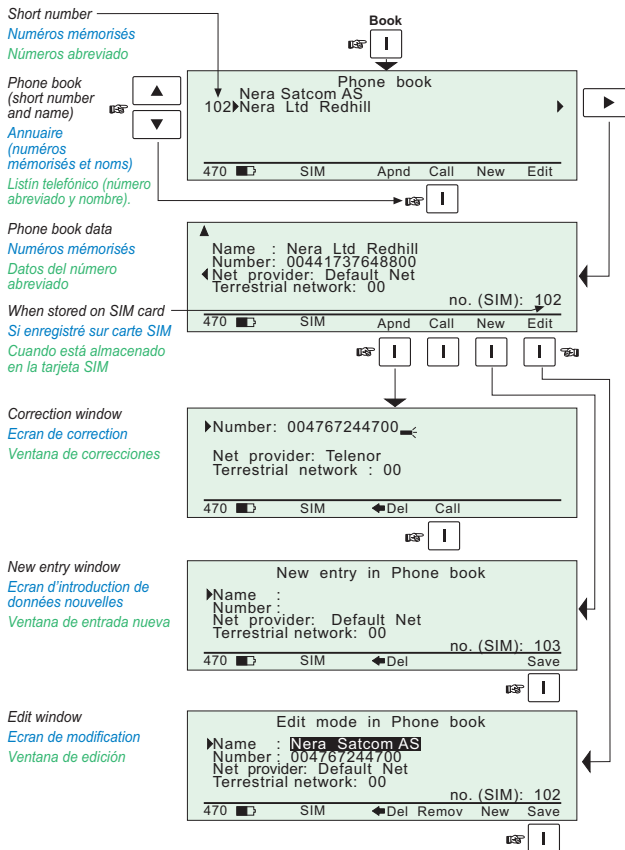 Short number
Numéros mémorisés
Números abreviado
Book
Phone book
(short number
and name)
Annuaire
(numéros
mémorisés et noms)
Listín telefónico (número
abreviado y nombre).
Phone book
Nera Satcom AS
102 Nera Ltd Redhill
470 SIM Apnd Call New Edit
Phone book data
Numéros mémorisés
Datos del número
abreviado
When stored on SIM card
Si enregistré sur carte SIM
Cuando está almacenado
en la tarjeta SIM
Name : Nera Ltd Redhill
Number: 00441737648800
Net provider: Default Net
Terrestrial network: 00
no. (SIM): 102
470 SIM Apnd Call New Edit
Correction window
Ecran de correction
Ventana de correcciones
Number: 004767244700
Net provider: Telenor
Terrestrial network : 00
470 SIM Del Call
New entry window
Ecran d'introduction de
données nouvelles
Ventana de entrada nueva
New entry in Phone book
Name :
Number :
Net provider: Default Net
Terrestrial network: 00
no. (SIM): 103
470 SIM Del Save
Edit window
Ecran de modification
Ventana de edición
Edit mode in Phone book
Name : Nera Satcom AS
Number : 004767244700
Net provider: Default Net
Terrestrial network: 00
no. (SIM): 102
470 SIM Del Remov New Save